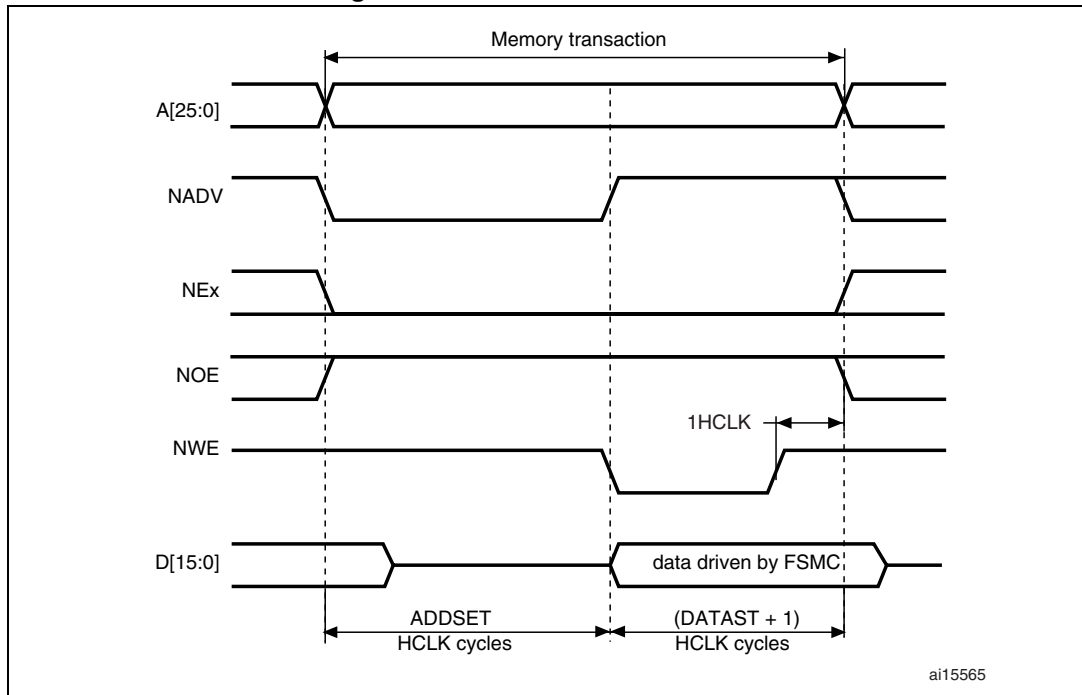 Memory transaction
A[25:0]
NADV
NEx
NOE
1HCLK
NWE
D[15:0]
data driven by FSMC
ADDSET
HCLK cycles
(DATAST + 1)
HCLK cycles
ai15565